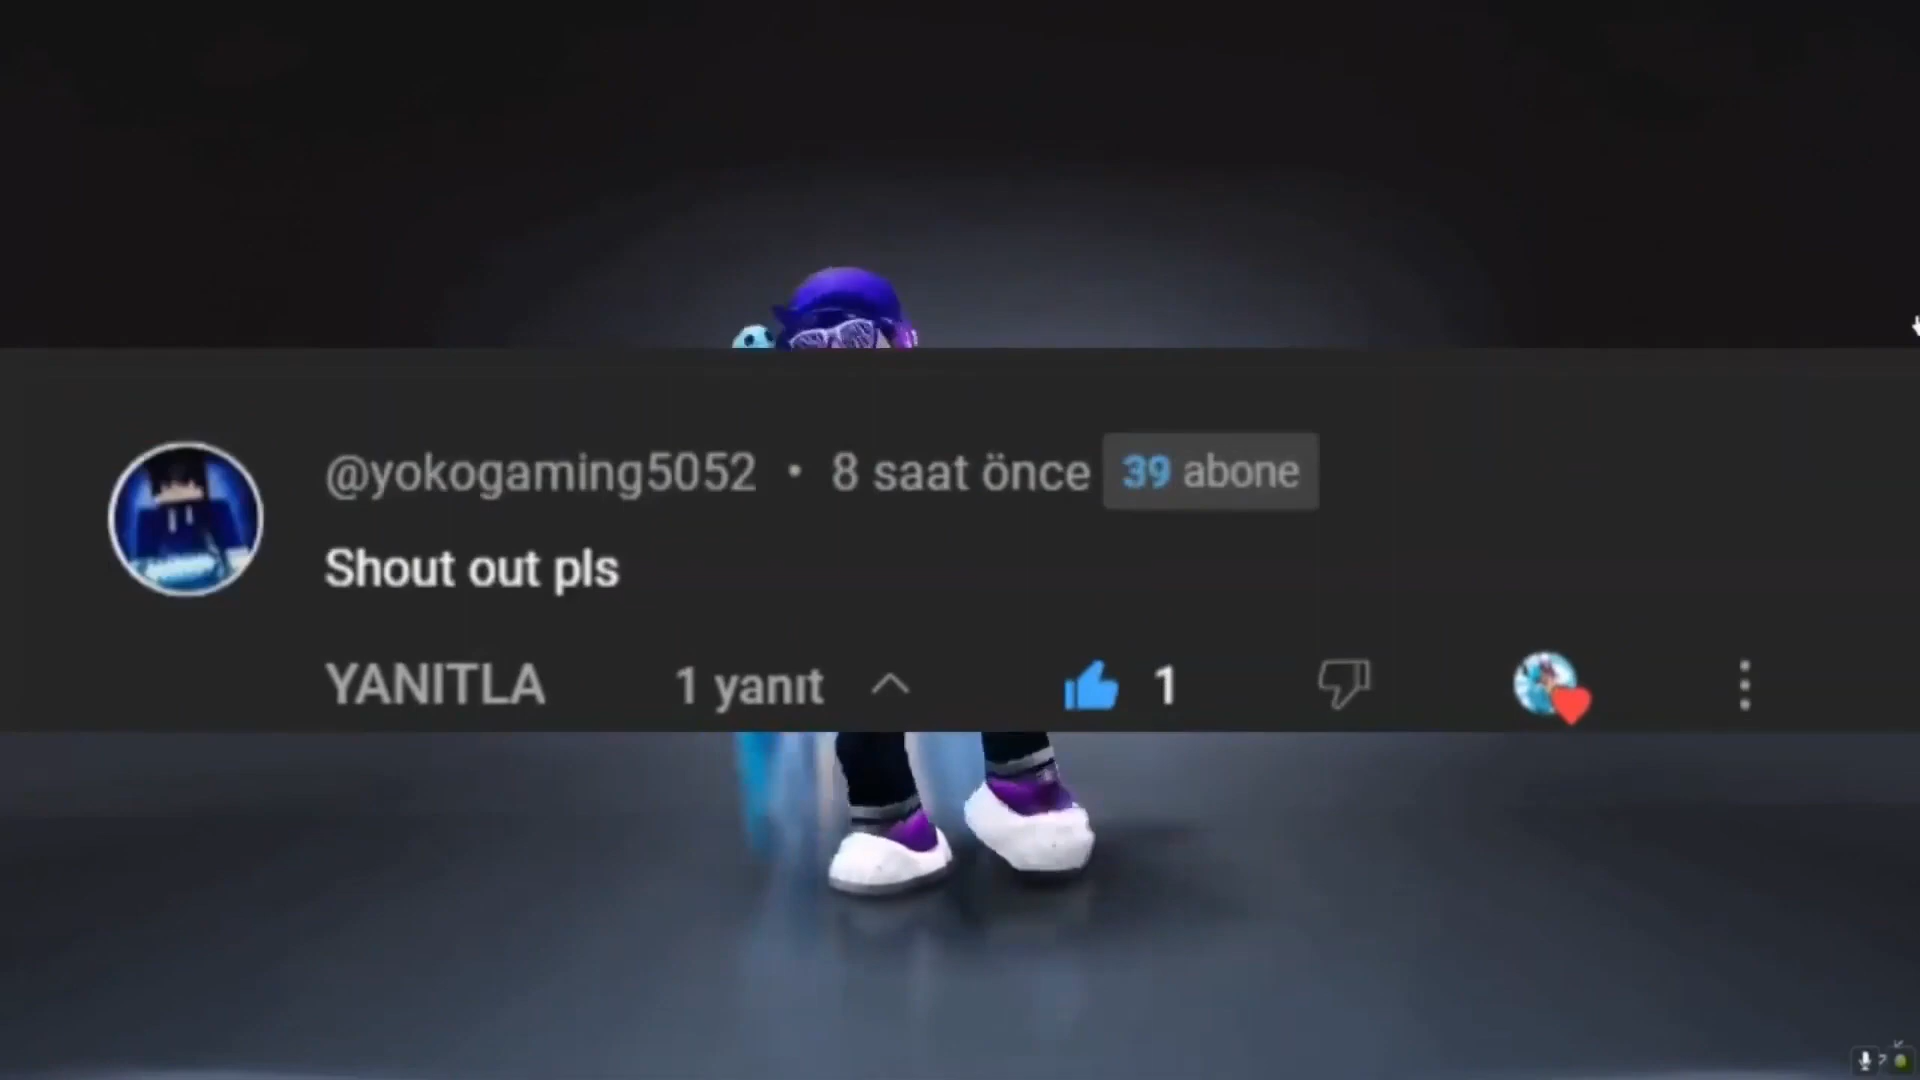 @yokogaming5052 • 8 saat önce 39 abone
Shout out pls
YANITLA 1 yanıt 1